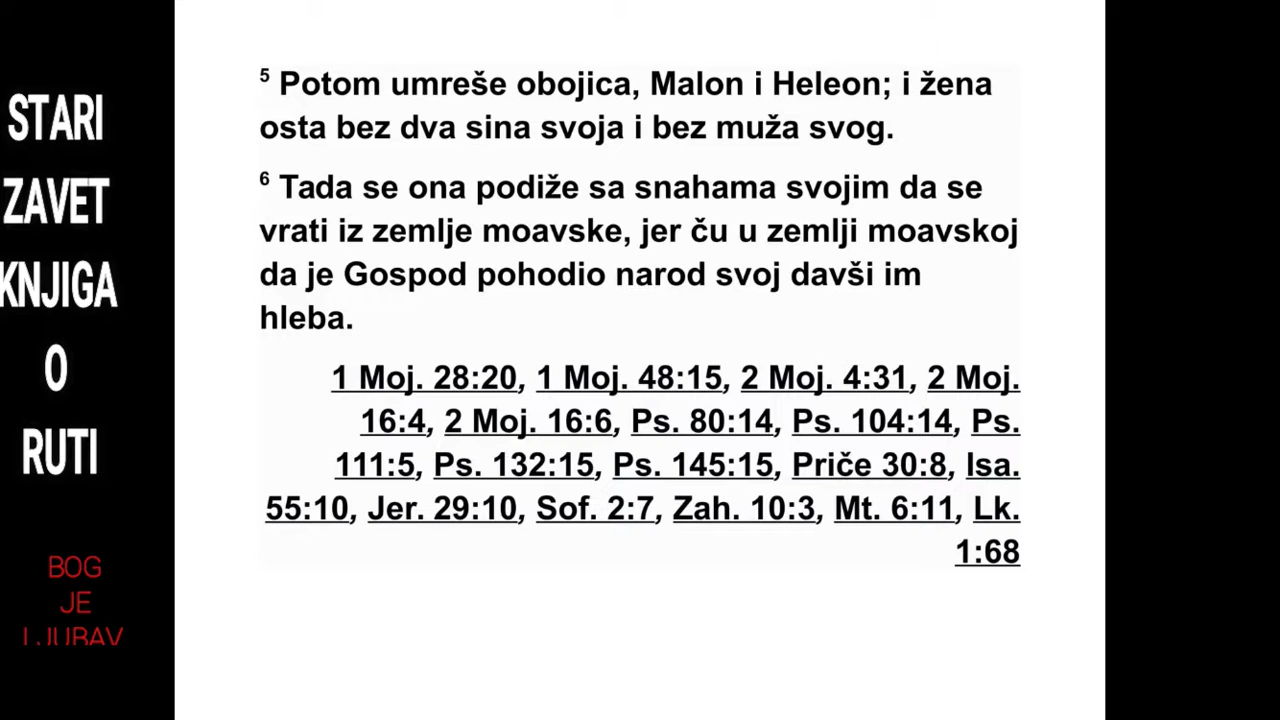 STARI
ZAVET
KNJIGA
O
RUTI
BOG
JE
LJUBAV
5 Potom umreše obojica, Malon i Heleon; i žena
osta bez dva sina svoja i bez muža svog.
6 Tada se ona podiže sa snahama svojim da se
vrati iz zemlje moavske, jer ču u zemlji moavskoj
da je Gospod pohodio narod svoj davši im
hleba.
1 Moj. 28:20, 1 Moj. 48:15, 2 Moj. 4:31, 2 Moj.
16:4, 2 Moj. 16:6, Ps. 80:14, Ps. 104:14, Ps.
111:5, Ps. 132:15, Ps. 145:15, Priče 30:8, Isa.
55:10, Jer. 29:10, Sof. 2:7, Zah. 10:3, Mt. 6:11, Lk.
1:68